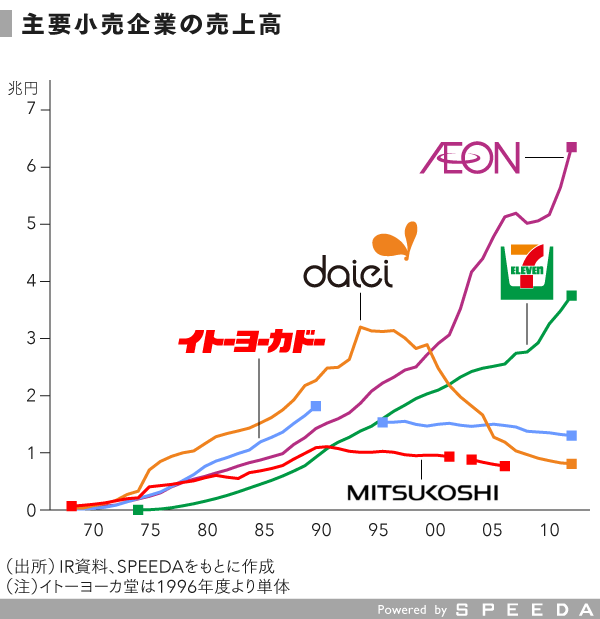 主要小売企業の売上高
兆円
7
6
5
4
3
2
1
0
ÆON
7
ELEVEN
daiei
イトーヨーカドー
MITSUKOSHI
70 75 80 85 90 95 00 05 10
（出所）IR資料、SPEEDAをもとに作成
（注）イトーヨーカ堂は1996年度より単体
Powered by SPEEDA